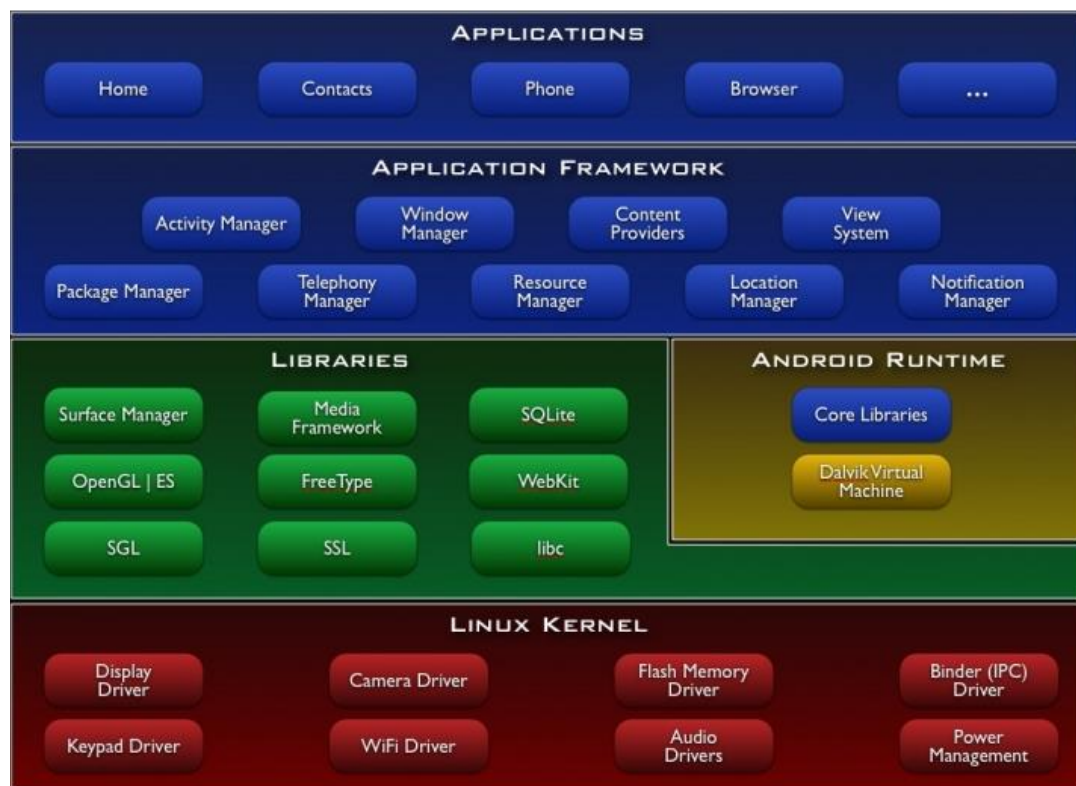 APPLICATIONS
Home
Contacts
Phone
Browser
...
APPLICATION FRAMEWORK
Activity Manager
Window
Manager
Content
Providers
View
System
Package Manager
Telephony
Manager
Resource
Manager
Location
Manager
Notification
Manager
LIBRARIES
Surface Manager
Media
Framework
SQLite
OpenGL | ES
FreeType
WebKit
SGL
SSL
libc
ANDROID RUNTIME
Core Libraries
Dalvik Virtual
Machine
LINUX KERNEL
Display
Driver
Camera Driver
Flash Memory
Driver
Binder (IPC)
Driver
Keypad Driver
WiFi Driver
Audio
Drivers
Power
Management